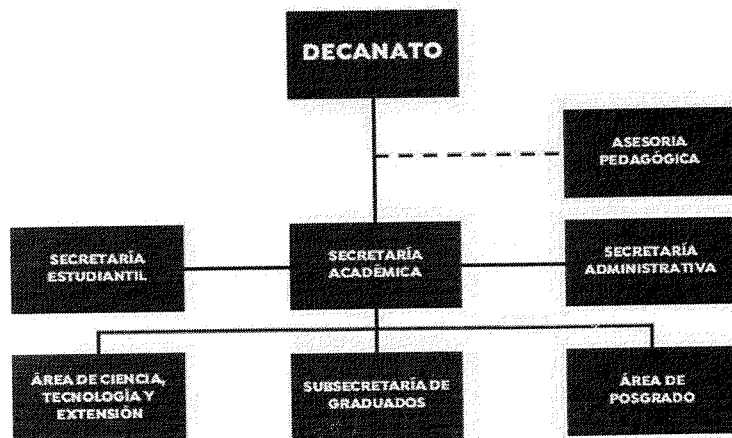 DECANATO
ASESORIA
PEDAGÓGICA
SECRETARÍA
ESTUDIANTIL
SECRETARÍA
ACADÉMICA
SECRETARÍA
ADMINISTRATIVA
ÁREA DE CIENCIA,
TECNOLOGÍA Y
EXTENSIÓN
SUBSECRETARÍA DE
GRADUADOS
ÁREA DE
POSGRADO